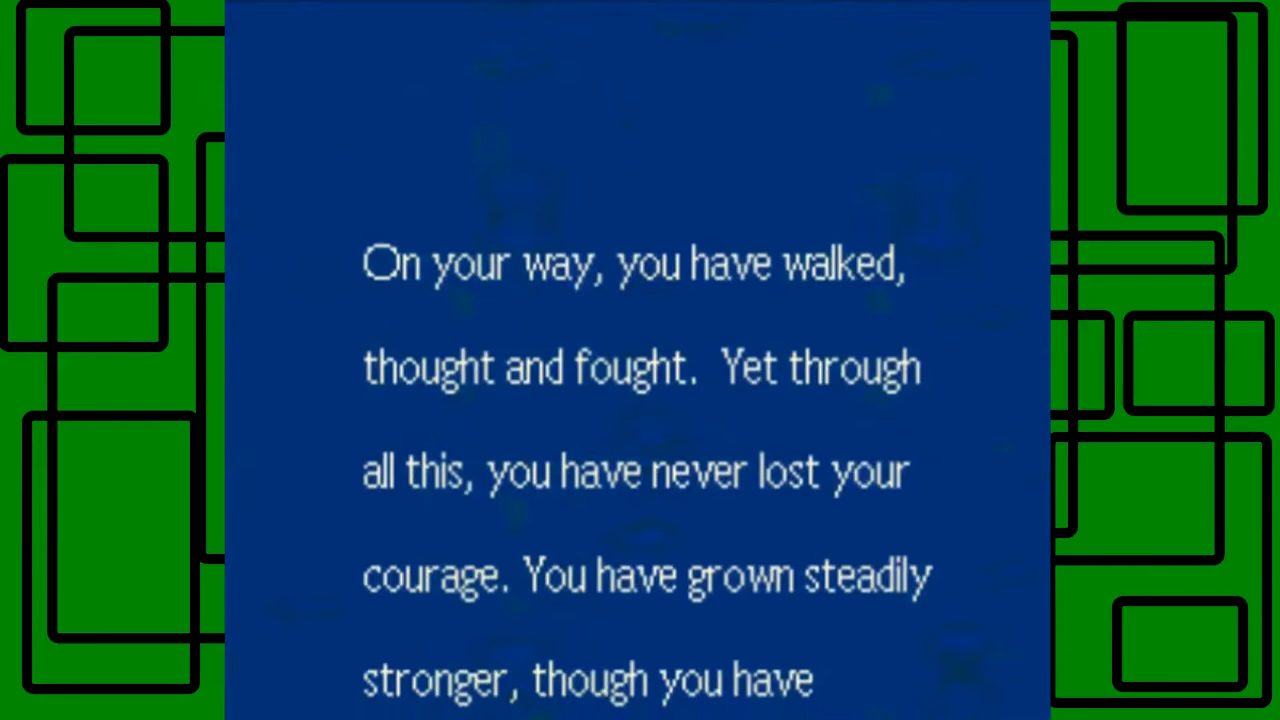 On your way, you have walked,
thought and fought.  Yet through
all this, you have never lost your
courage. You have grown steadily
stronger, though you have